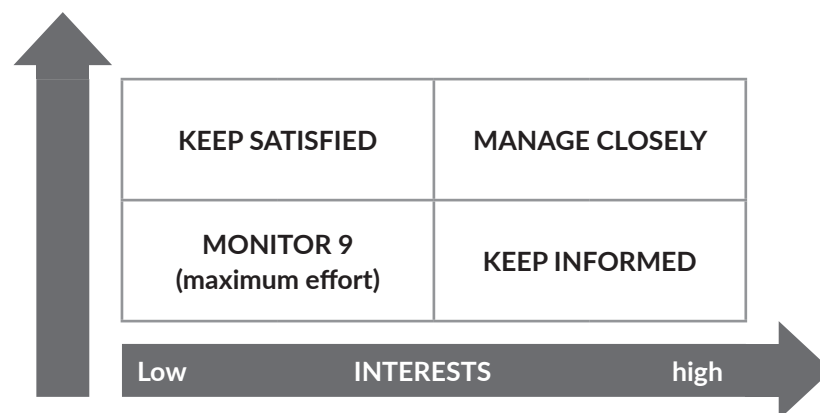 KEEP SATISFIED
MANAGE CLOSELY
MONITOR 9
(maximum effort)
KEEP INFORMED
Low INTERESTS high